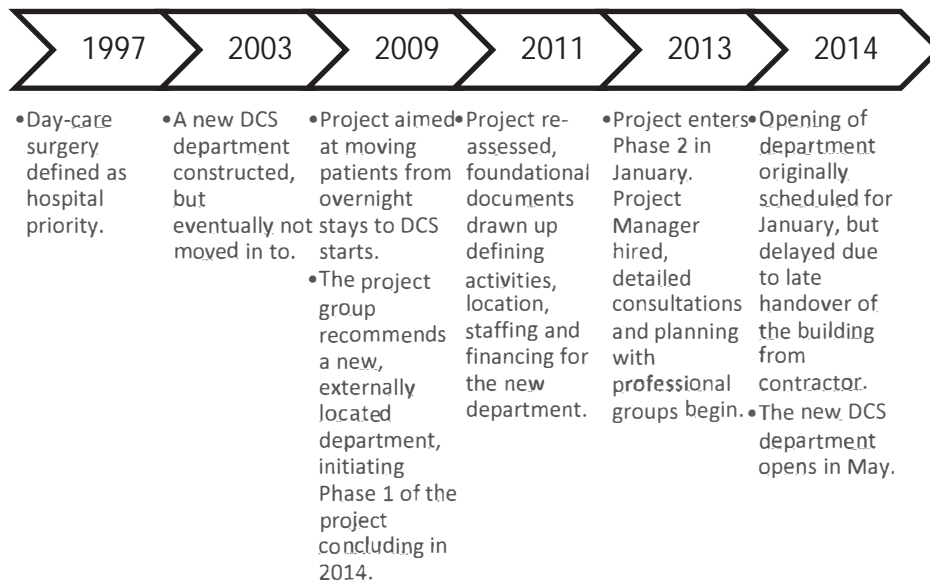 1997
2003
2009
2011
2013
2014
•Day-care
surgery
defined as
hospital
priority.
•A new DCS
department
constructed,
but
eventually not
moved in to.
•Project aimed
at moving
patients from
overnight
stays to DCS
starts.
•The project
group
recommends
a new,
externally
located
department,
initiating
Phase 1 of the
project
concluding in
2014.
•Project re-
assessed,
foundational
documents
drawn up
defining
activities,
location,
staffing and
financing for
the new
department.
•Project enters
Phase 2 in
January.
Project
Manager
hired,
detailed
consultations
and planning
with
professional
groups begin.
•Opening of
department
originally
scheduled for
January, but
delayed due
to late
handover of
the building
from
contractor.
•The new DCS
department
opens in May.